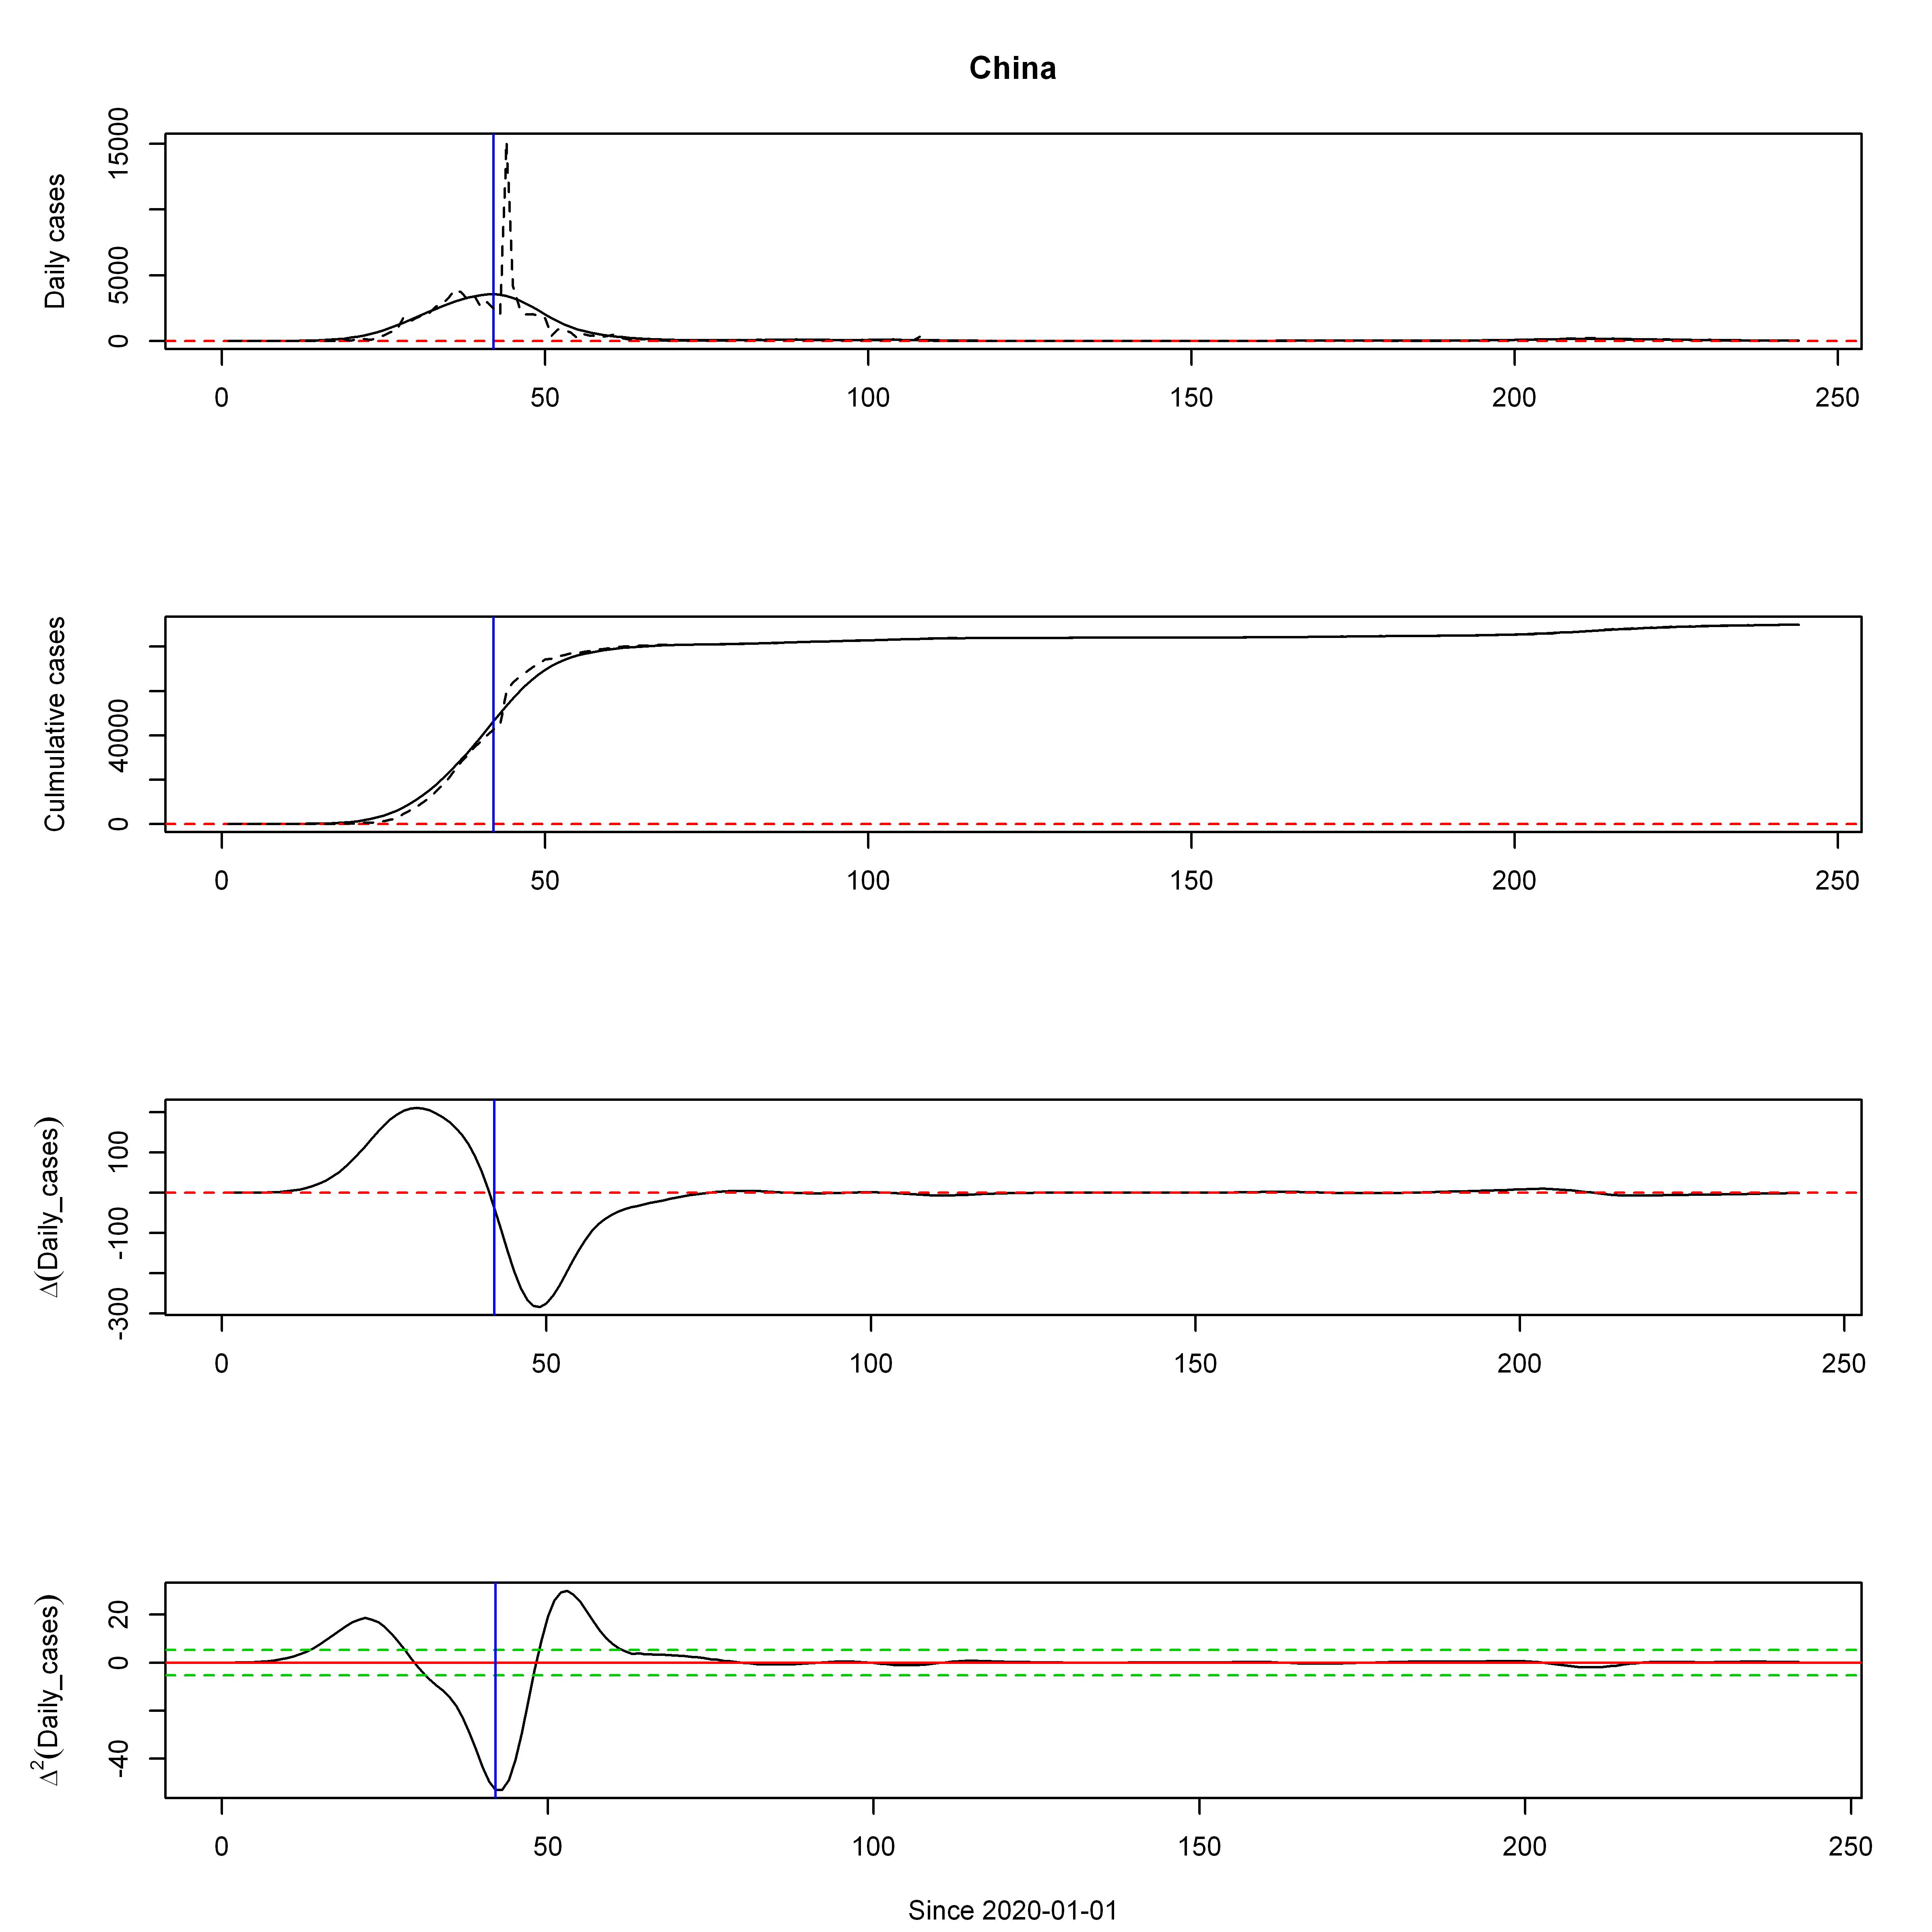 China
Daily cases
0
5000
15000
0 50 100 150 200 250
Culmulative cases
0
40000
0 50 100 150 200 250
Δ(Daily_cases)
-300
-100
100
0 50 100 150 200 250
Δ²(Daily_cases)
-40
0
20
0 50 100 150 200 250
Since 2020-01-01